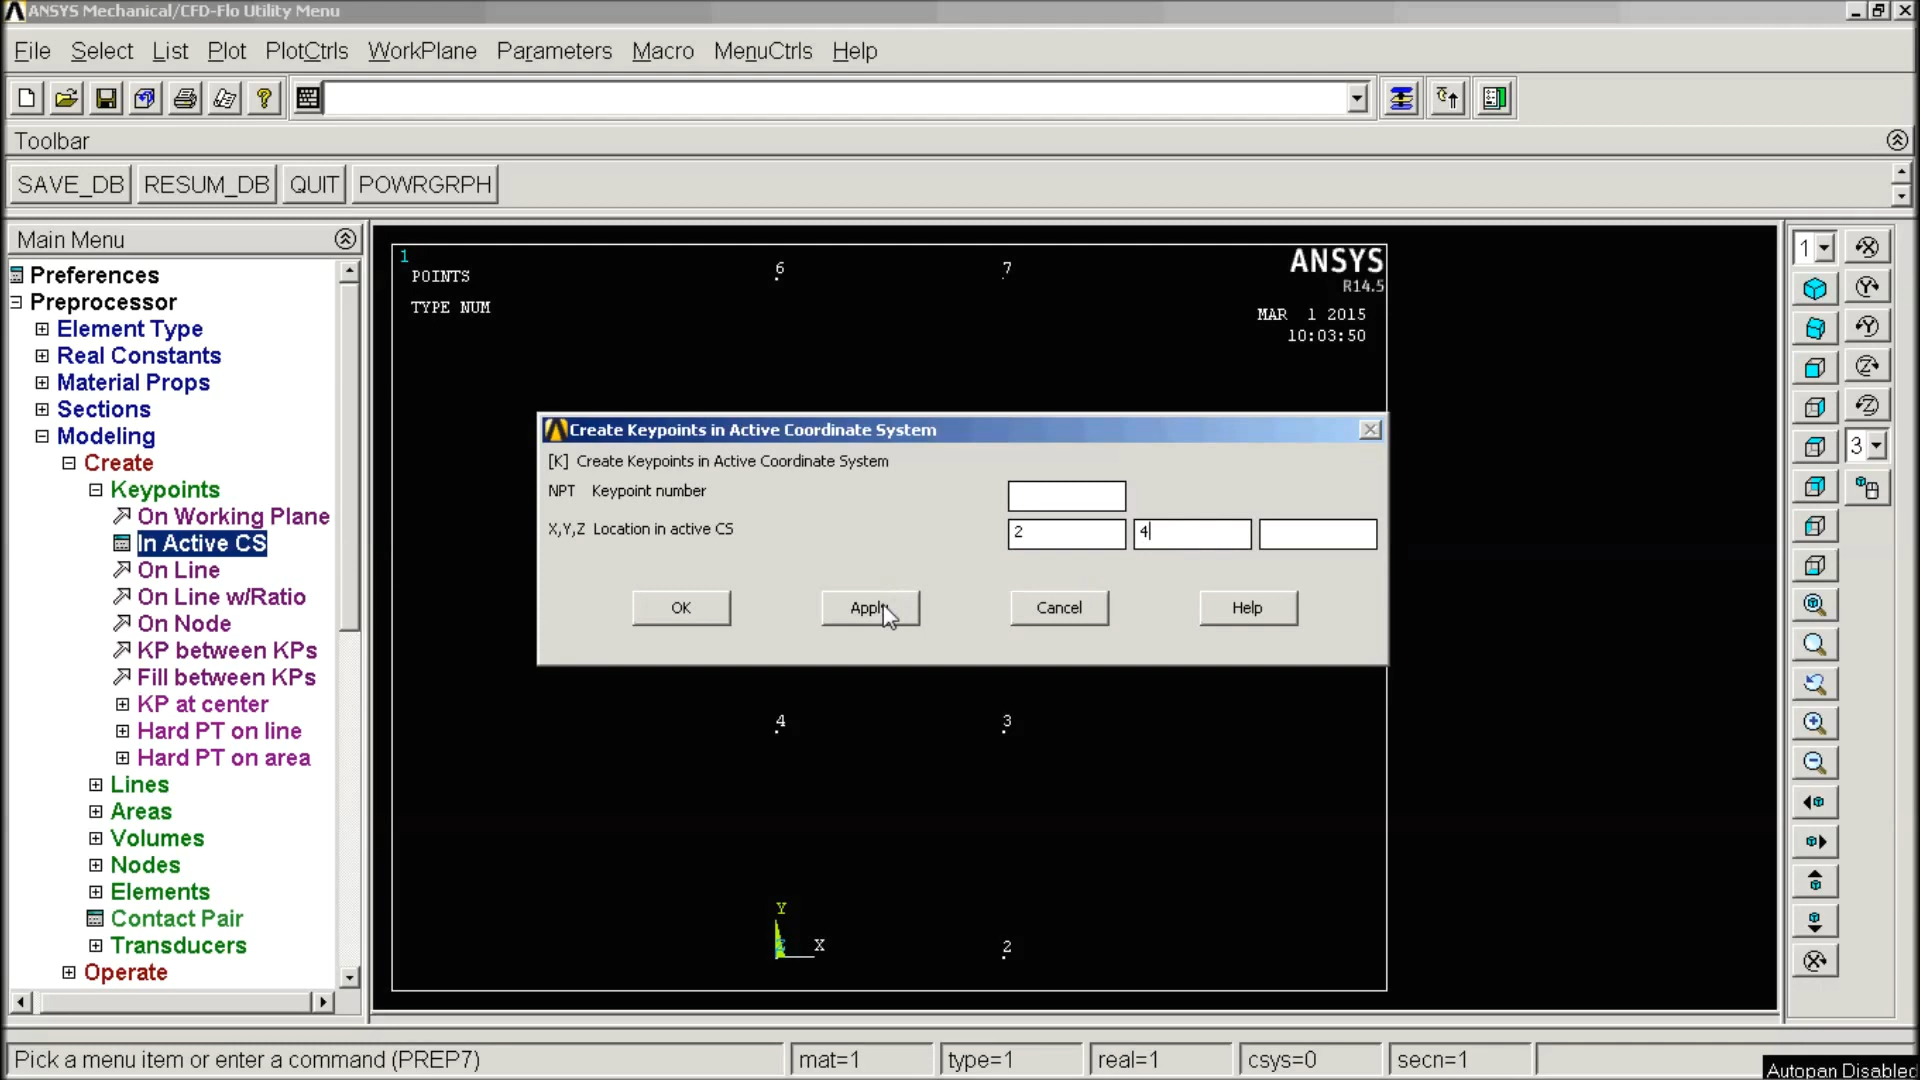 ANSYS Mechanical/CFD-Flo Utility Menu
File Select List Plot PlotCtrls WorkPlane Parameters Macro MenuCtrls Help
Toolbar
SAVE_DB RESUM_DB QUIT POWRGRPH
Main Menu
Preferences
Preprocessor
Element Type
Real Constants
Material Props
Sections
Modeling
Create
Keypoints
On Working Plane
In Active CS
On Line
On Line w/Ratio
On Node
KP between KPs
Fill between KPs
KP at center
Hard PT on line
Hard PT on area
Lines
Areas
Volumes
Nodes
Elements
Contact Pair
Transducers
Operate
1
POINTS
TYPE NUM
6
7
ANSYS
R14.5
MAR 1 2015
10:03:50
Create Keypoints in Active Coordinate System
[K] Create Keypoints in Active Coordinate System
NPT Keypoint number
X,Y,Z Location in active CS 2 4
OK Apply Cancel Help
4
3
Y
X
2
1
3
Pick a menu item or enter a command (PREP7) mat=1 type=1 real=1 csys=0 secn=1
Autopan Disabled